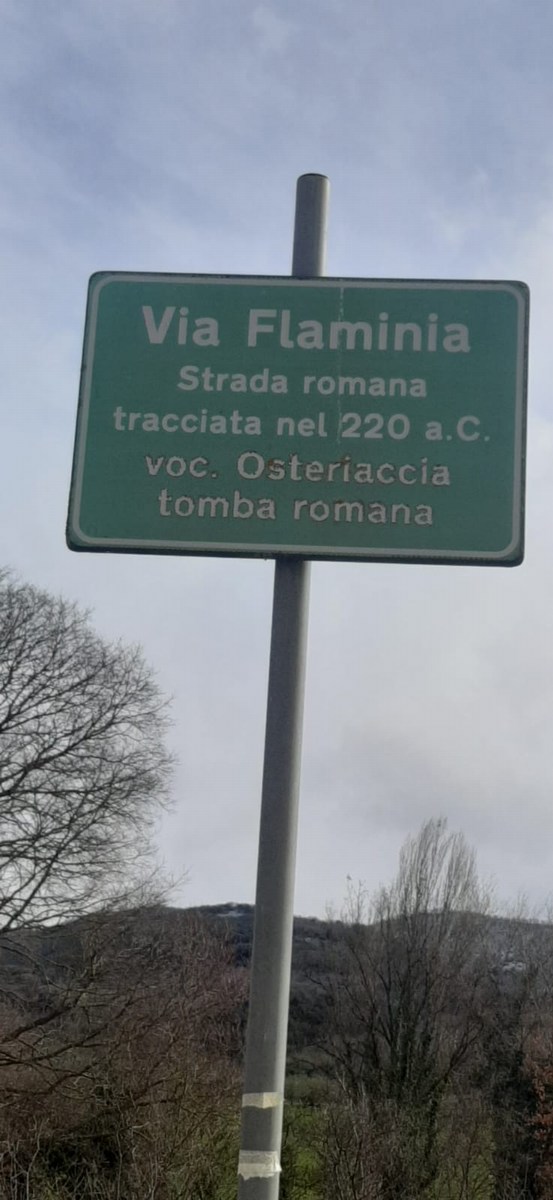 Via Flaminia
Strada romana
tracciata nel 220 a.C.
voc. Osteriaccia
tomba romana